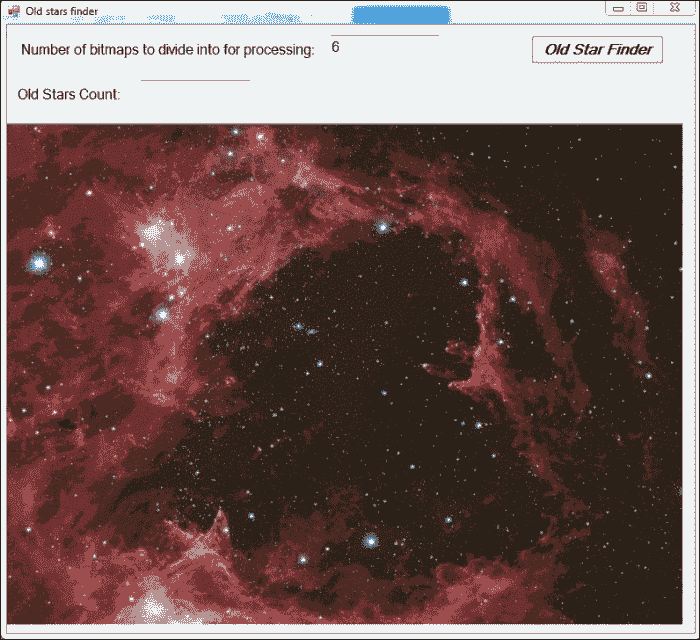 Old stars finder
Number of bitmaps to divide into for processing: 6
Old Star Finder
Old Stars Count: